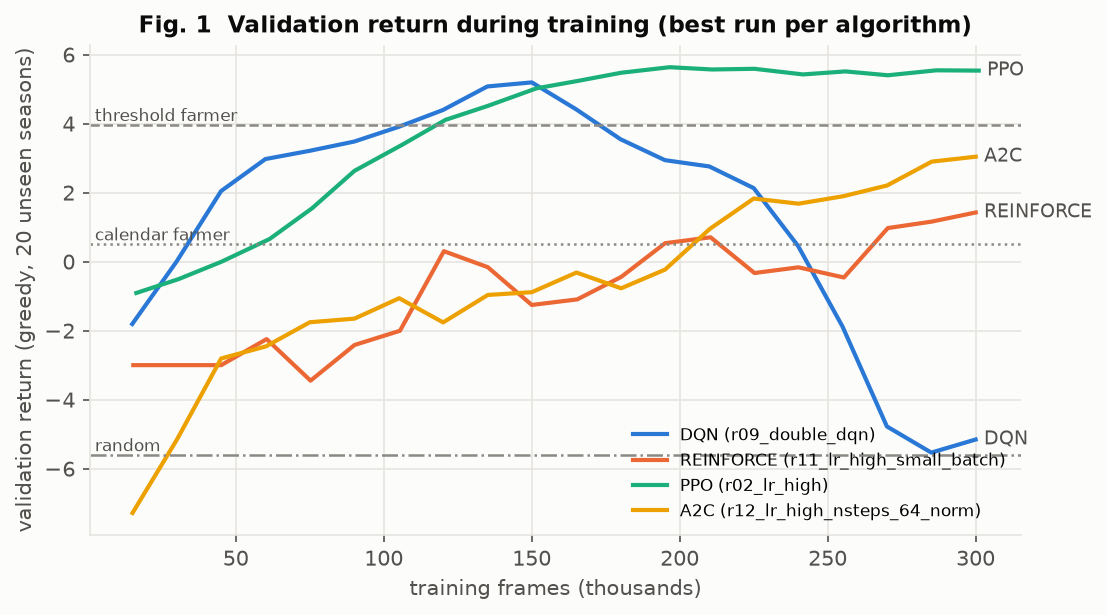 Fig. 1  Validation return during training (best run per algorithm)
validation return (greedy, 20 unseen seasons)
6
4
2
0
−2
−4
−6
threshold farmer
calendar farmer
random
PPO
A2C
REINFORCE
DQN
DQN (r09_double_dqn)
REINFORCE (r11_lr_high_small_batch)
PPO (r02_lr_high)
A2C (r12_lr_high_nsteps_64_norm)
50
100
150
200
250
300
training frames (thousands)